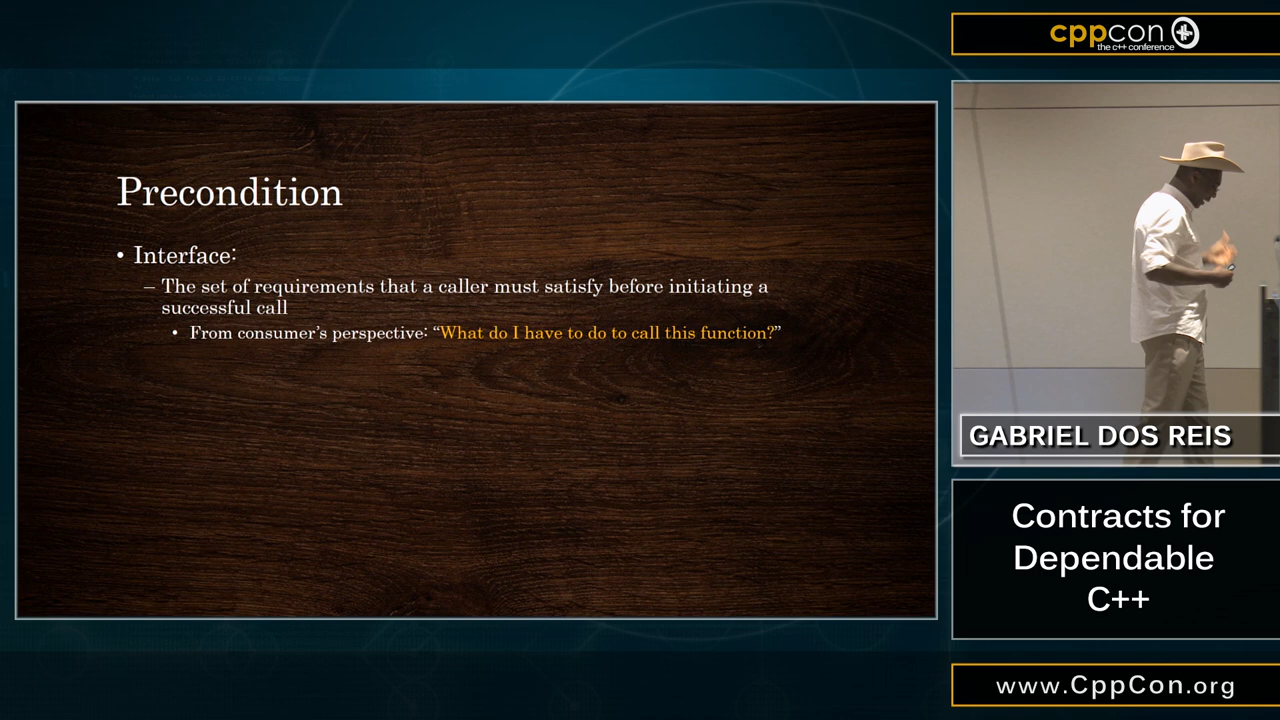 cppcon
the c++ conference
Precondition
• Interface:
– The set of requirements that a caller must satisfy before initiating a
successful call
• From consumer’s perspective: “What do I have to do to call this function?”
GABRIEL DOS REIS
Contracts for
Dependable
C++
www.CppCon.org